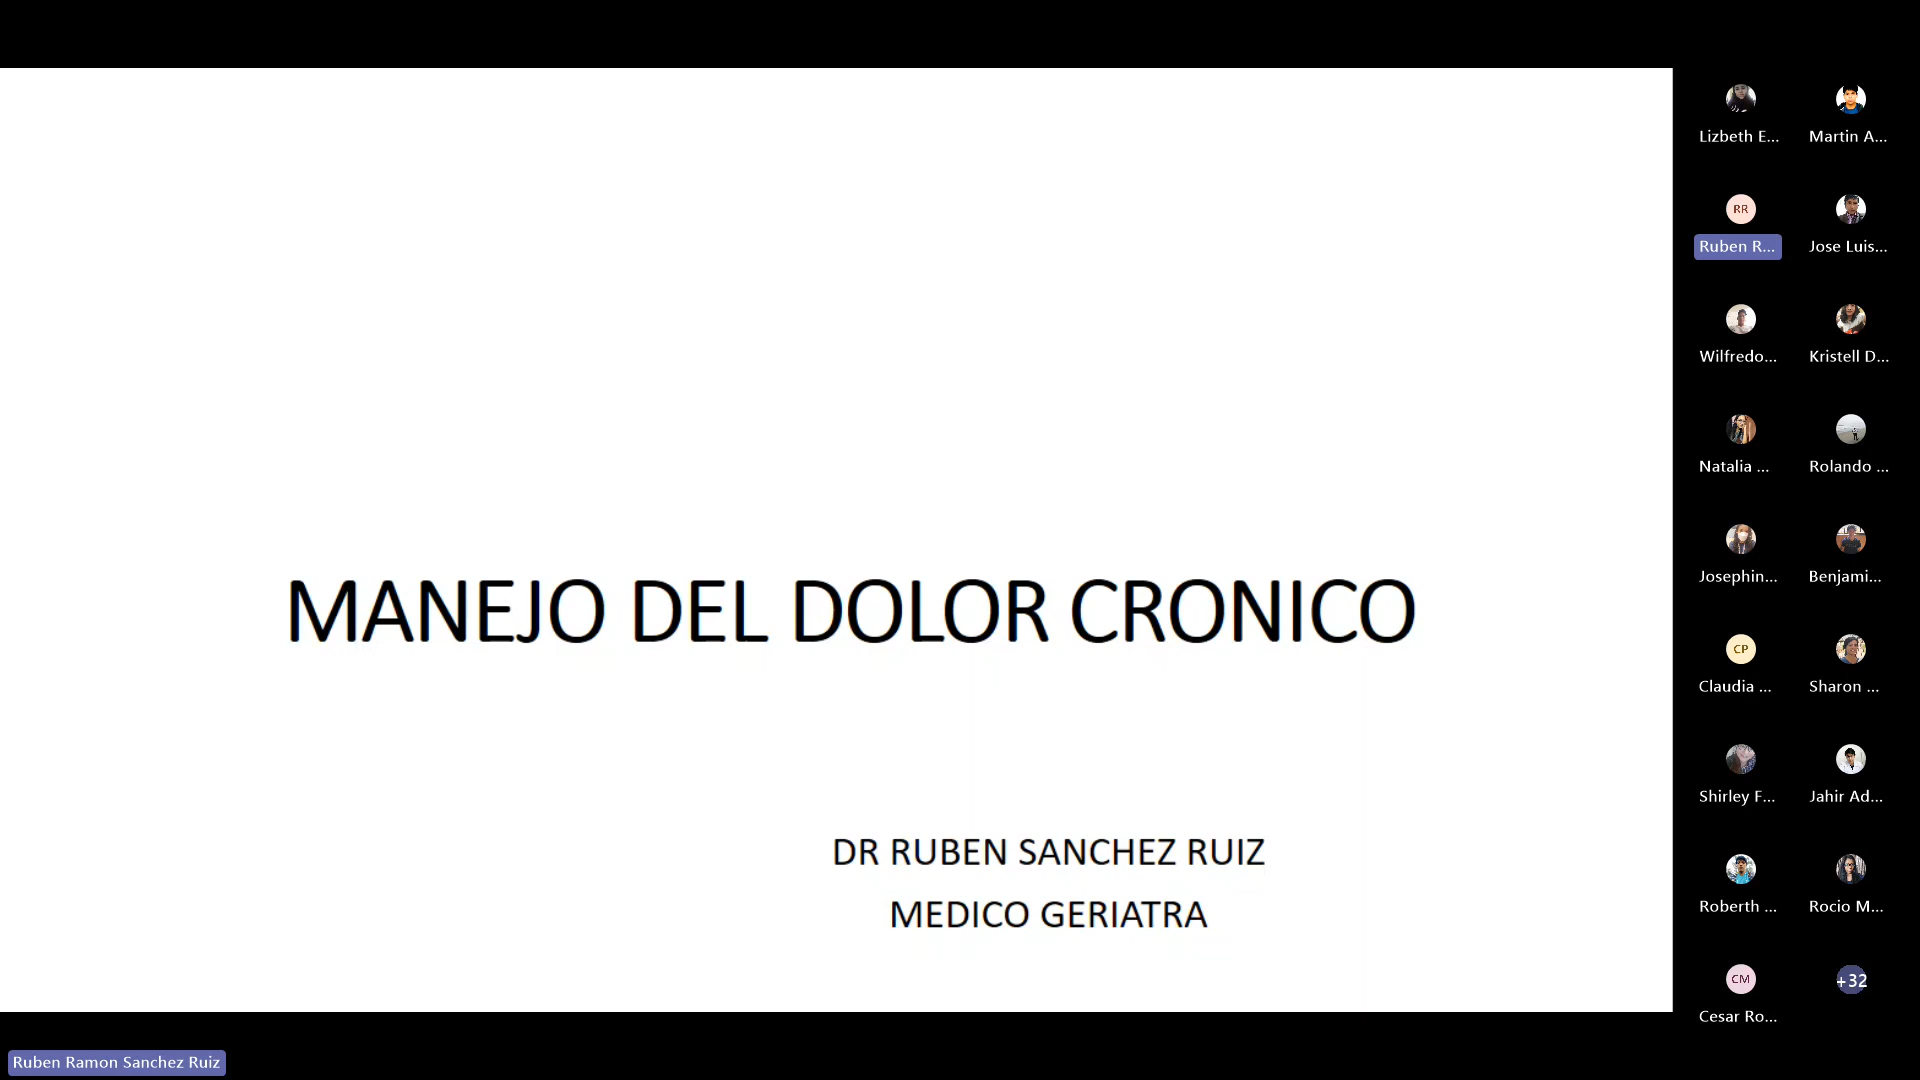 MANEJO DEL DOLOR CRONICO
DR RUBEN SANCHEZ RUIZ
MEDICO GERIATRA
Lizbeth E...
Martin A...
RR
Ruben R...
Jose Luis...
Wilfredo...
Kristell D...
Natalia ...
Rolando ...
Josephin...
Benjami...
CP
Claudia ...
Sharon ...
Shirley F...
Jahir Ad...
Roberth ...
Rocio M...
CM
Cesar Ro...
+32
Ruben Ramon Sanchez Ruiz